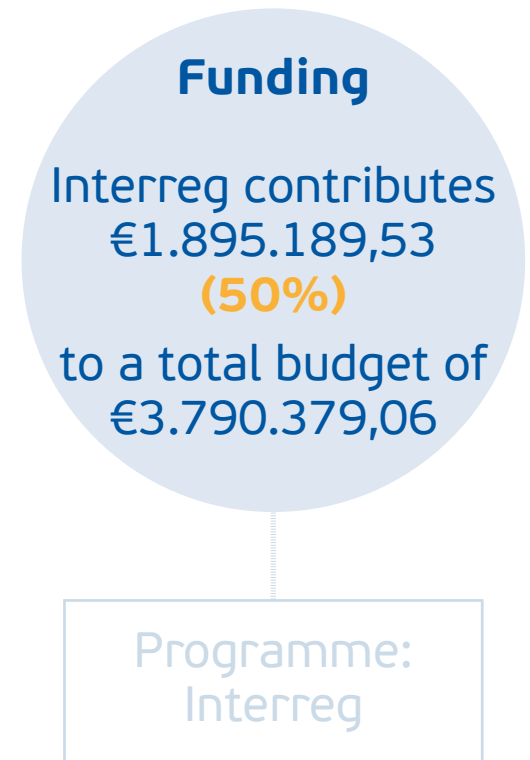 Funding
Interreg contributes
€1.895.189,53
(50%)
to a total budget of
€3.790.379,06
Programme:
Interreg